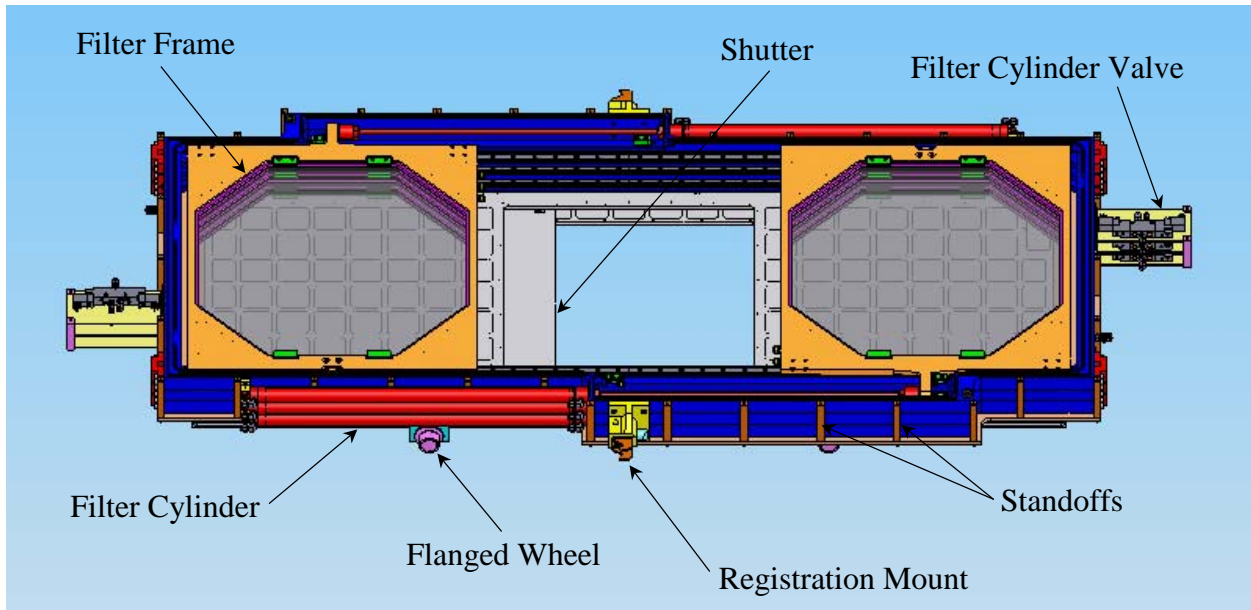 Filter Frame
Shutter
Filter Cylinder Valve
Filter Cylinder
Flanged Wheel
Registration Mount
Standoffs